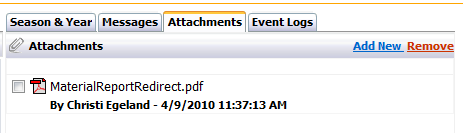 Season & Year Messages Attachments Event Logs
Attachments Add New Remove
MaterialReportRedirect.pdf
By Christi Egeland - 4/9/2010 11:37:13 AM